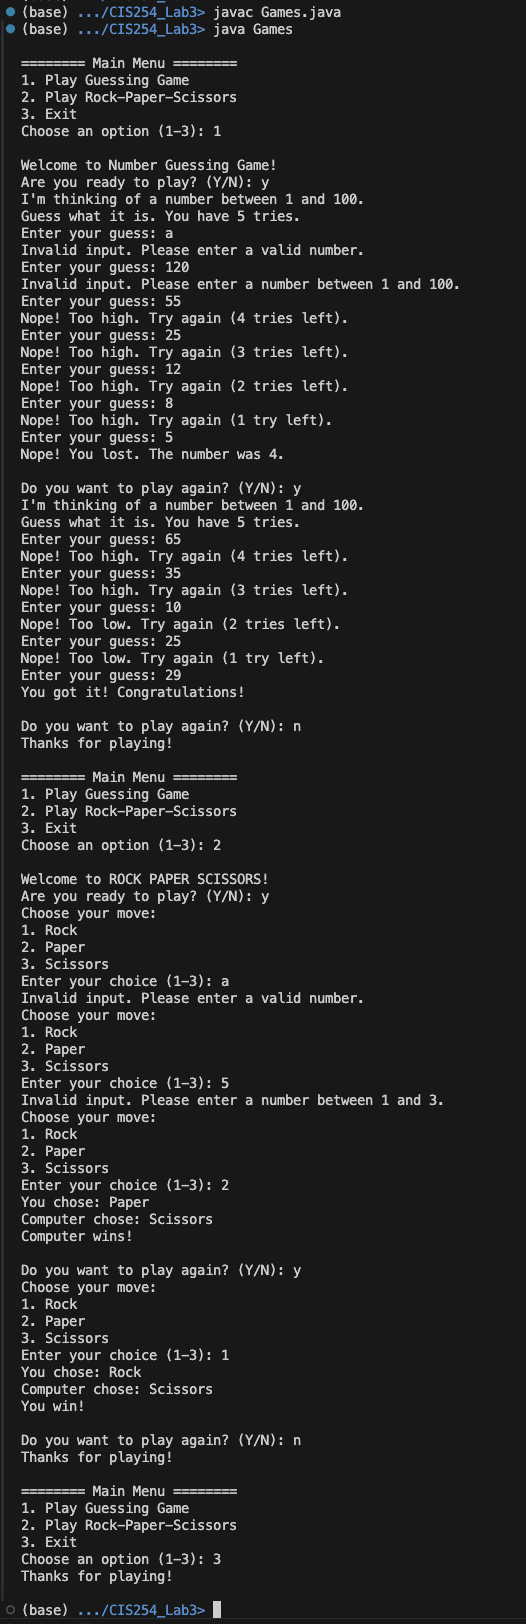 (base) .../CIS254_Lab3> javac Games.java
(base) .../CIS254_Lab3> java Games
======== Main Menu ========
1. Play Guessing Game
2. Play Rock-Paper-Scissors
3. Exit
Choose an option (1-3): 1
Welcome to Number Guessing Game!
Are you ready to play? (Y/N): y
I'm thinking of a number between 1 and 100.
Guess what it is. You have 5 tries.
Enter your guess: a
Invalid input. Please enter a valid number.
Enter your guess: 120
Invalid input. Please enter a number between 1 and 100.
Enter your guess: 55
Nope! Too high. Try again (4 tries left).
Enter your guess: 25
Nope! Too high. Try again (3 tries left).
Enter your guess: 12
Nope! Too high. Try again (2 tries left).
Enter your guess: 8
Nope! Too high. Try again (1 try left).
Enter your guess: 5
Nope! You lost. The number was 4.
Do you want to play again? (Y/N): y
I'm thinking of a number between 1 and 100.
Guess what it is. You have 5 tries.
Enter your guess: 65
Nope! Too high. Try again (4 tries left).
Enter your guess: 35
Nope! Too high. Try again (3 tries left).
Enter your guess: 10
Nope! Too low. Try again (2 tries left).
Enter your guess: 25
Nope! Too low. Try again (1 try left).
Enter your guess: 29
You got it! Congratulations!
Do you want to play again? (Y/N): n
Thanks for playing!
======== Main Menu ========
1. Play Guessing Game
2. Play Rock-Paper-Scissors
3. Exit
Choose an option (1-3): 2
Welcome to ROCK PAPER SCISSORS!
Are you ready to play? (Y/N): y
Choose your move:
1. Rock
2. Paper
3. Scissors
Enter your choice (1-3): a
Invalid input. Please enter a valid number.
Choose your move:
1. Rock
2. Paper
3. Scissors
Enter your choice (1-3): 5
Invalid input. Please enter a number between 1 and 3.
Choose your move:
1. Rock
2. Paper
3. Scissors
Enter your choice (1-3): 2
You chose: Paper
Computer chose: Scissors
Computer wins!
Do you want to play again? (Y/N): y
Choose your move:
1. Rock
2. Paper
3. Scissors
Enter your choice (1-3): 1
You chose: Rock
Computer chose: Scissors
You win!
Do you want to play again? (Y/N): n
Thanks for playing!
======== Main Menu ========
1. Play Guessing Game
2. Play Rock-Paper-Scissors
3. Exit
Choose an option (1-3): 3
Thanks for playing!
(base) .../CIS254_Lab3>